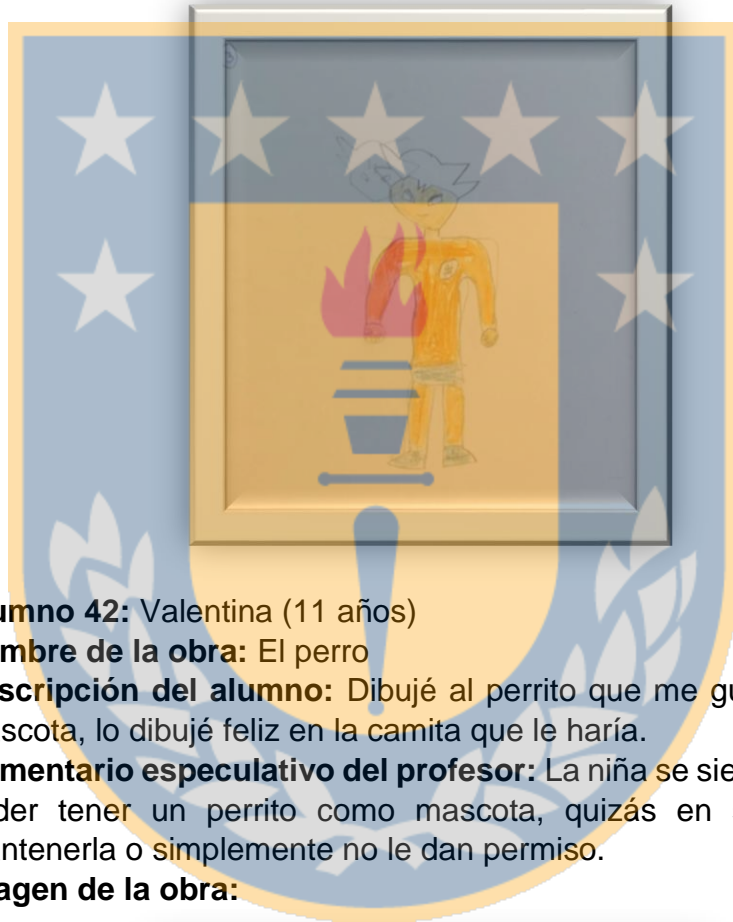 umno 42: Valentina (11 años)
mbre de la obra: El perro
scripción del alumno: Dibujé al perrito que me gu
scota, lo dibujé feliz en la camita que le haría.
mentario especulativo del profesor: La niña se sie
der tener un perrito como mascota, quizás en
ntenerla o simplemente no le dan permiso.
agen de la obra: